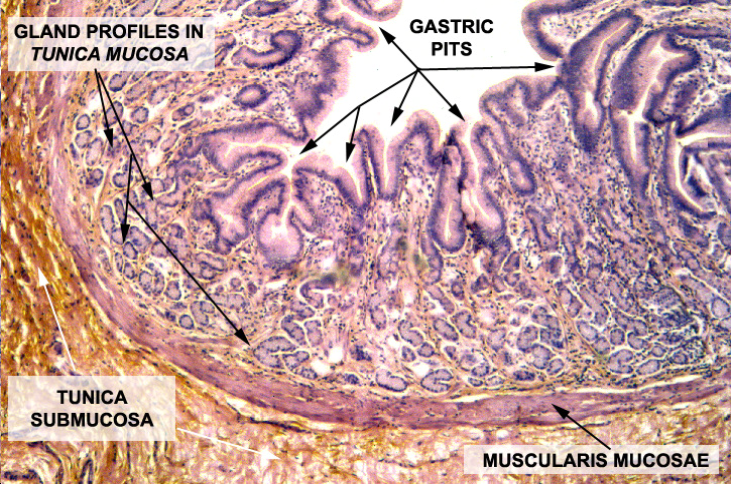 GLAND PROFILES IN
TUNICA MUCOSA
GASTRIC
PITS
TUNICA
SUBMUCOSA
MUSCULARIS MUCOSAE